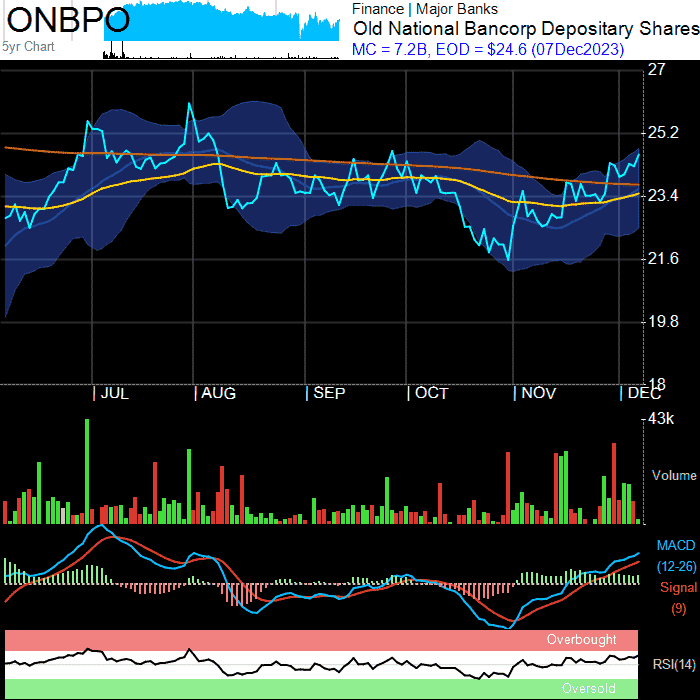 ONBPO
5yr Chart
Finance | Major Banks
Old National Bancorp Depositary Shares
MC = 7.2B, EOD = $24.6 (07Dec2023)
27
25.2
23.4
21.6
19.8
18
JUL
AUG
SEP
OCT
NOV
DEC
43k
Volume
MACD
(12-26)
Signal
(9)
Overbought
RSI(14)
Oversold